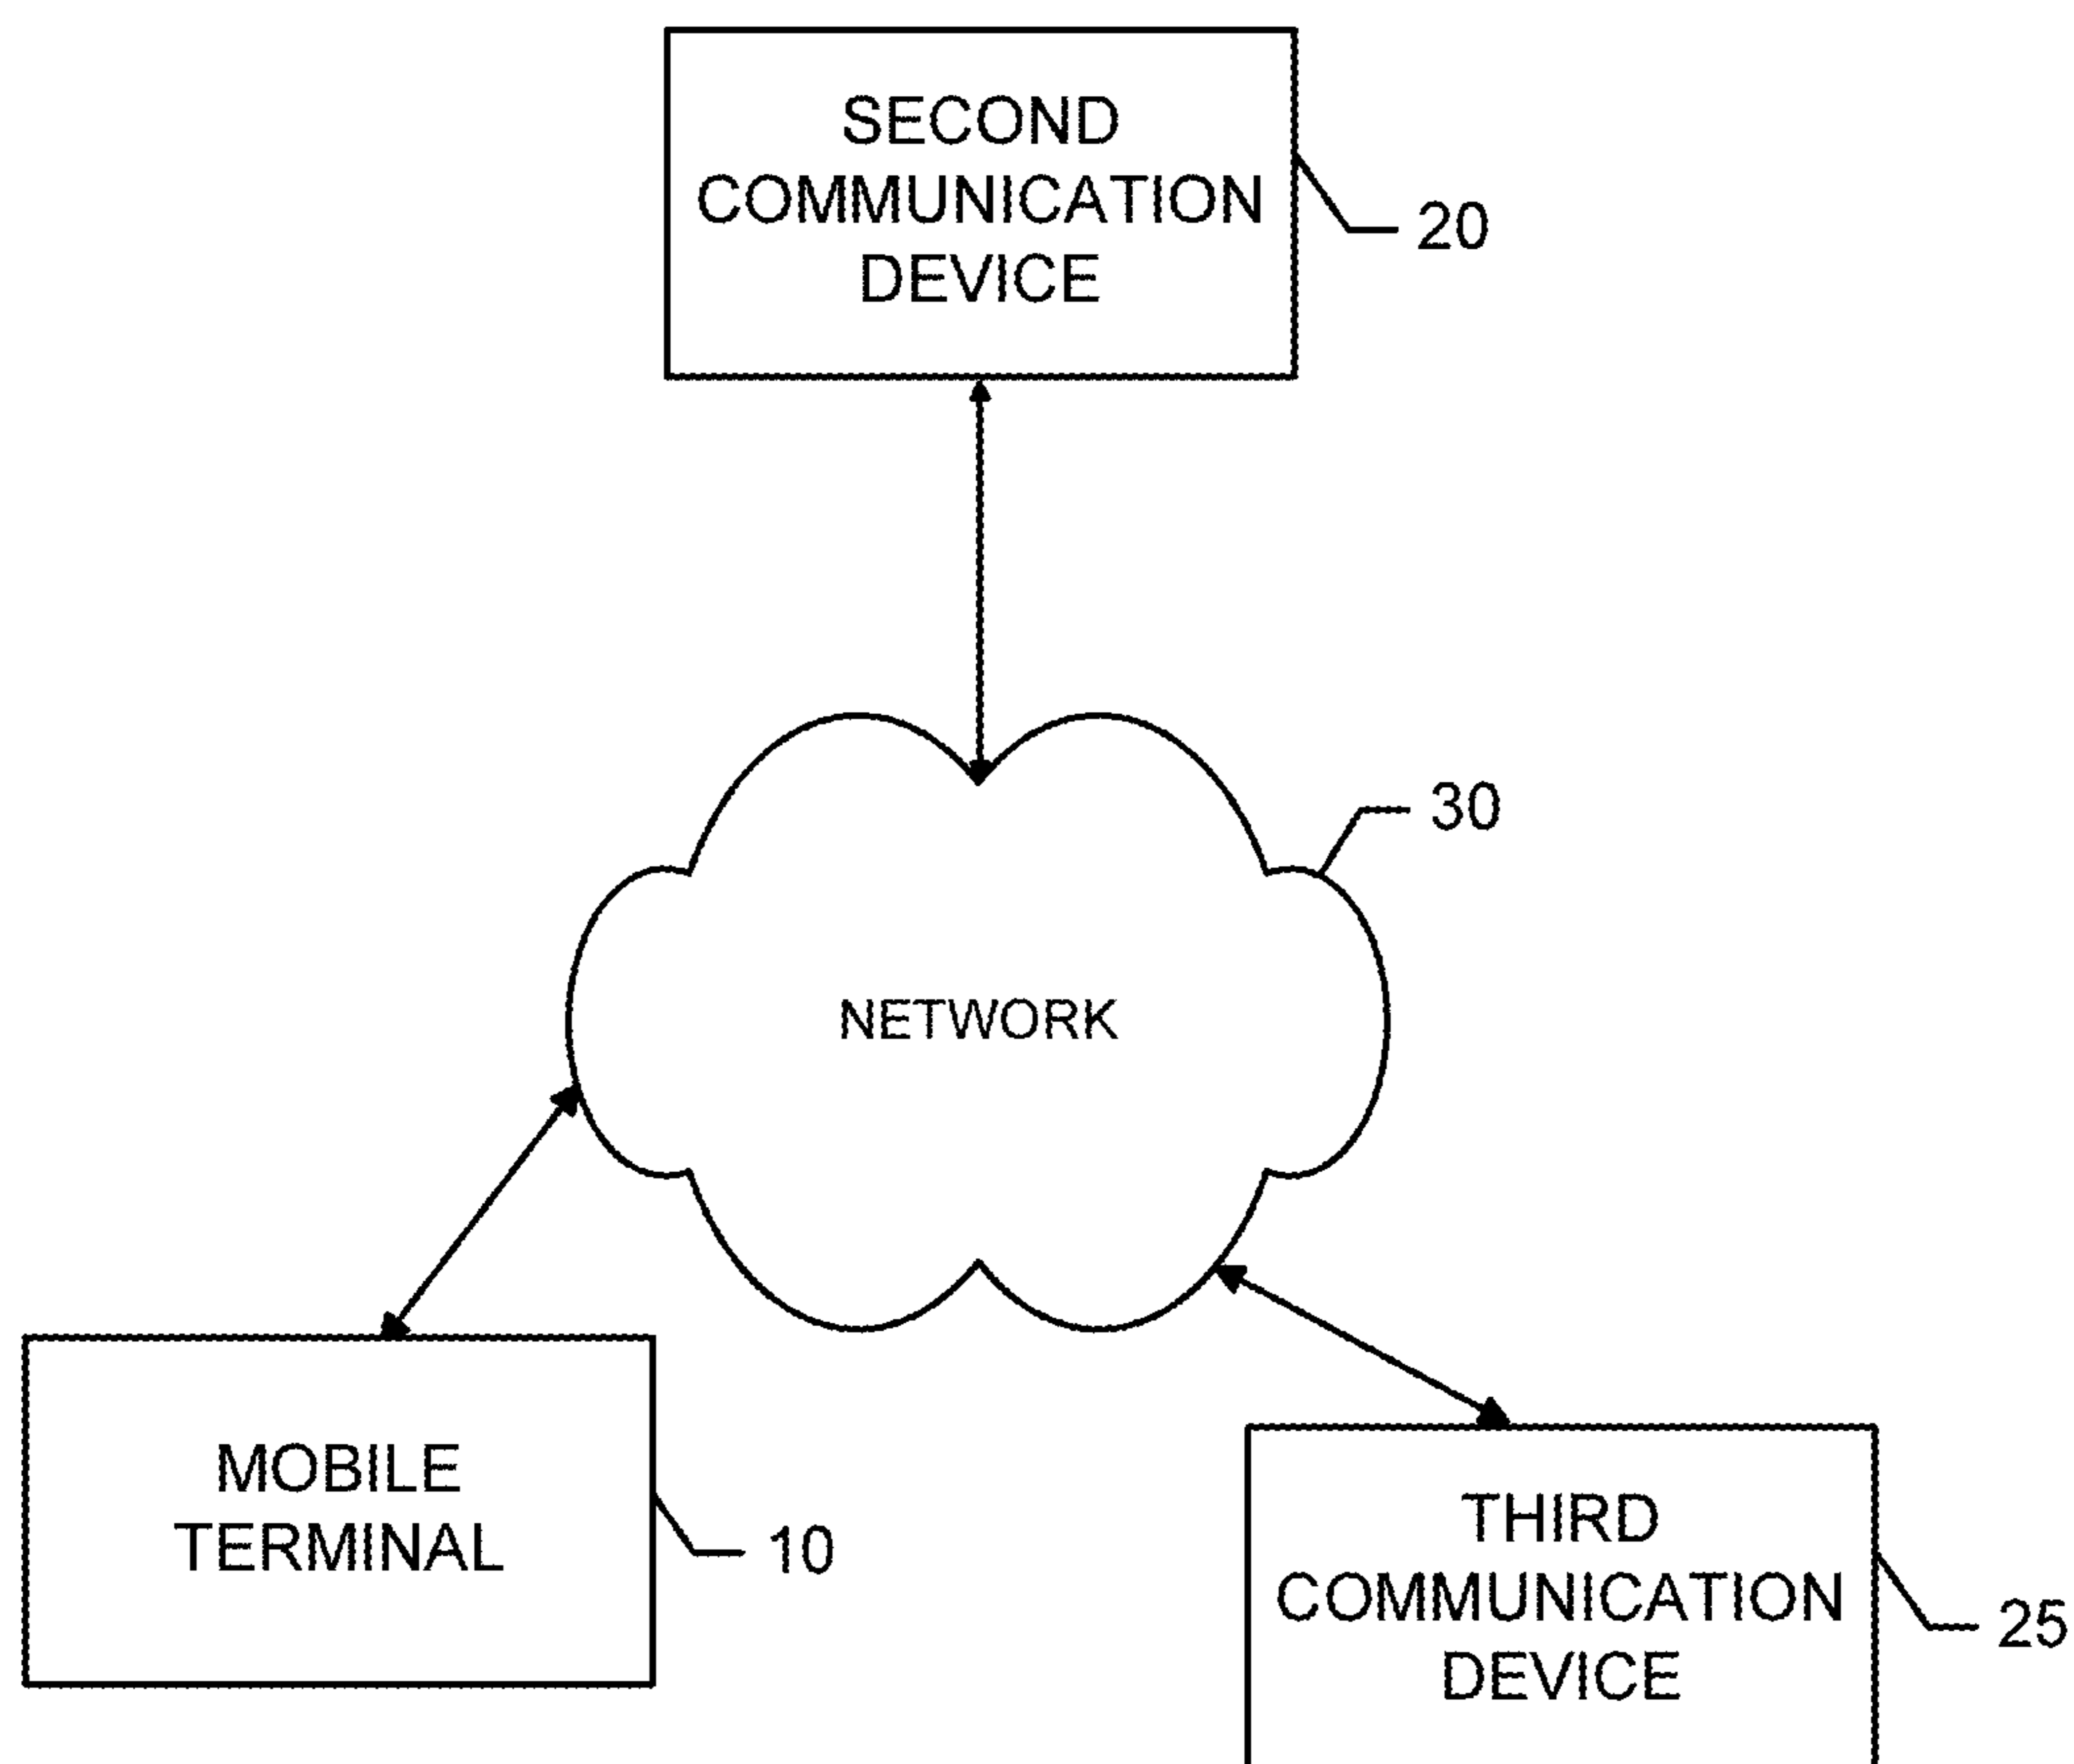 SECOND
COMMUNICATION
DEVICE
20
30
NETWORK
MOBILE
TERMINAL
10
THIRD
COMMUNICATION
DEVICE
25